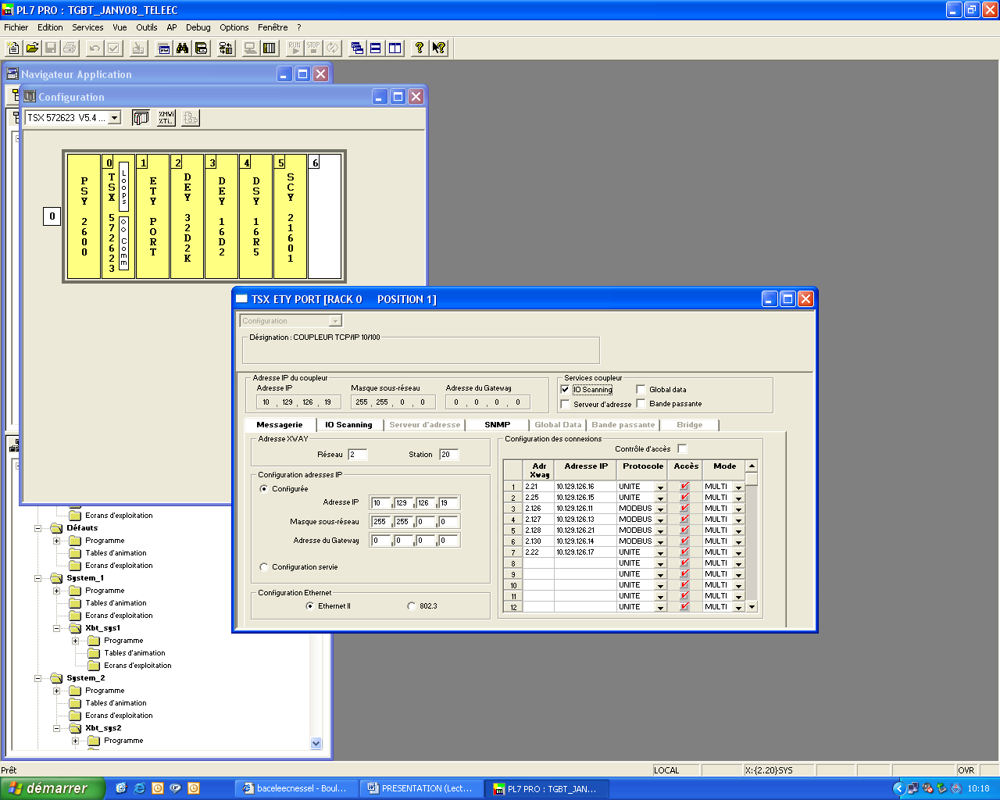 PL7 PRO : TGBT_JANV08_TELEEC
Fichier Edition Services Vue Outils AP Debug Options Fenêtre ?
RUN STOP
Navigateur Application
Configuration
TSX 572623 V5.4 ...
%MWi
%Ti..
0
PSY 2600
0
TSX 572623
Loops
Comm
1
ETY PORT
2
DEY 32D2K
3
DEY 16D2
4
DSY 16R5
5
SCY 21601
6
TSX ETY PORT [RACK 0 POSITION 1]
Configuration
Désignation : COUPLEUR TCP/IP 10/100
Adresse IP du coupleur
Adresse IP Masque sous-réseau Adresse du Gateway
10 . 129 . 126 . 19 255 . 255 . 0 . 0 0 . 0 . 0 . 0
Services coupleur
IO Scanning Global data
Serveur d'adresse Bande passante
Messagerie IO Scanning Serveur d'adresse SNMP Global Data Bande passante Bridge
Adresse XWAY
Réseau 2 Station 20
Configuration adresses IP
Configurée
Adresse IP 10 . 129 . 126 . 19
Masque sous-réseau 255 . 255 . 0 . 0
Adresse du Gateway 0 . 0 . 0 . 0
Configuration servie
Configuration Ethernet
Ethernet II 802.3
Configuration des connexions
Contrôle d'accès
Adr Xway Adresse IP Protocole Accès Mode
1 2.21 10.129.126.16 UNITE MULTI
2 2.25 10.129.126.15 UNITE MULTI
3 2.126 10.129.126.11 MODBUS MULTI
4 2.127 10.129.126.13 MODBUS MULTI
5 2.128 10.129.126.21 MODBUS MULTI
6 2.130 10.129.126.14 MODBUS MULTI
7 2.22 10.129.126.17 UNITE MULTI
8 UNITE MULTI
9 UNITE MULTI
10 UNITE MULTI
11 UNITE MULTI
12 UNITE MULTI
Ecrans d'exploitation
Défauts
Programme
Tables d'animation
Ecrans d'exploitation
System_1
Programme
Tables d'animation
Ecrans d'exploitation
Xbt_sys1
Programme
Tables d'animation
Ecrans d'exploitation
System_2
Programme
Tables d'animation
Ecrans d'exploitation
Xbt_sys2
Programme
Prêt LOCAL X:{2.20}SYS OVR
démarrer baceleecnessel - Boul... PRESENTATION (Lect... PL7 PRO : TGBT_JAN... 10:18